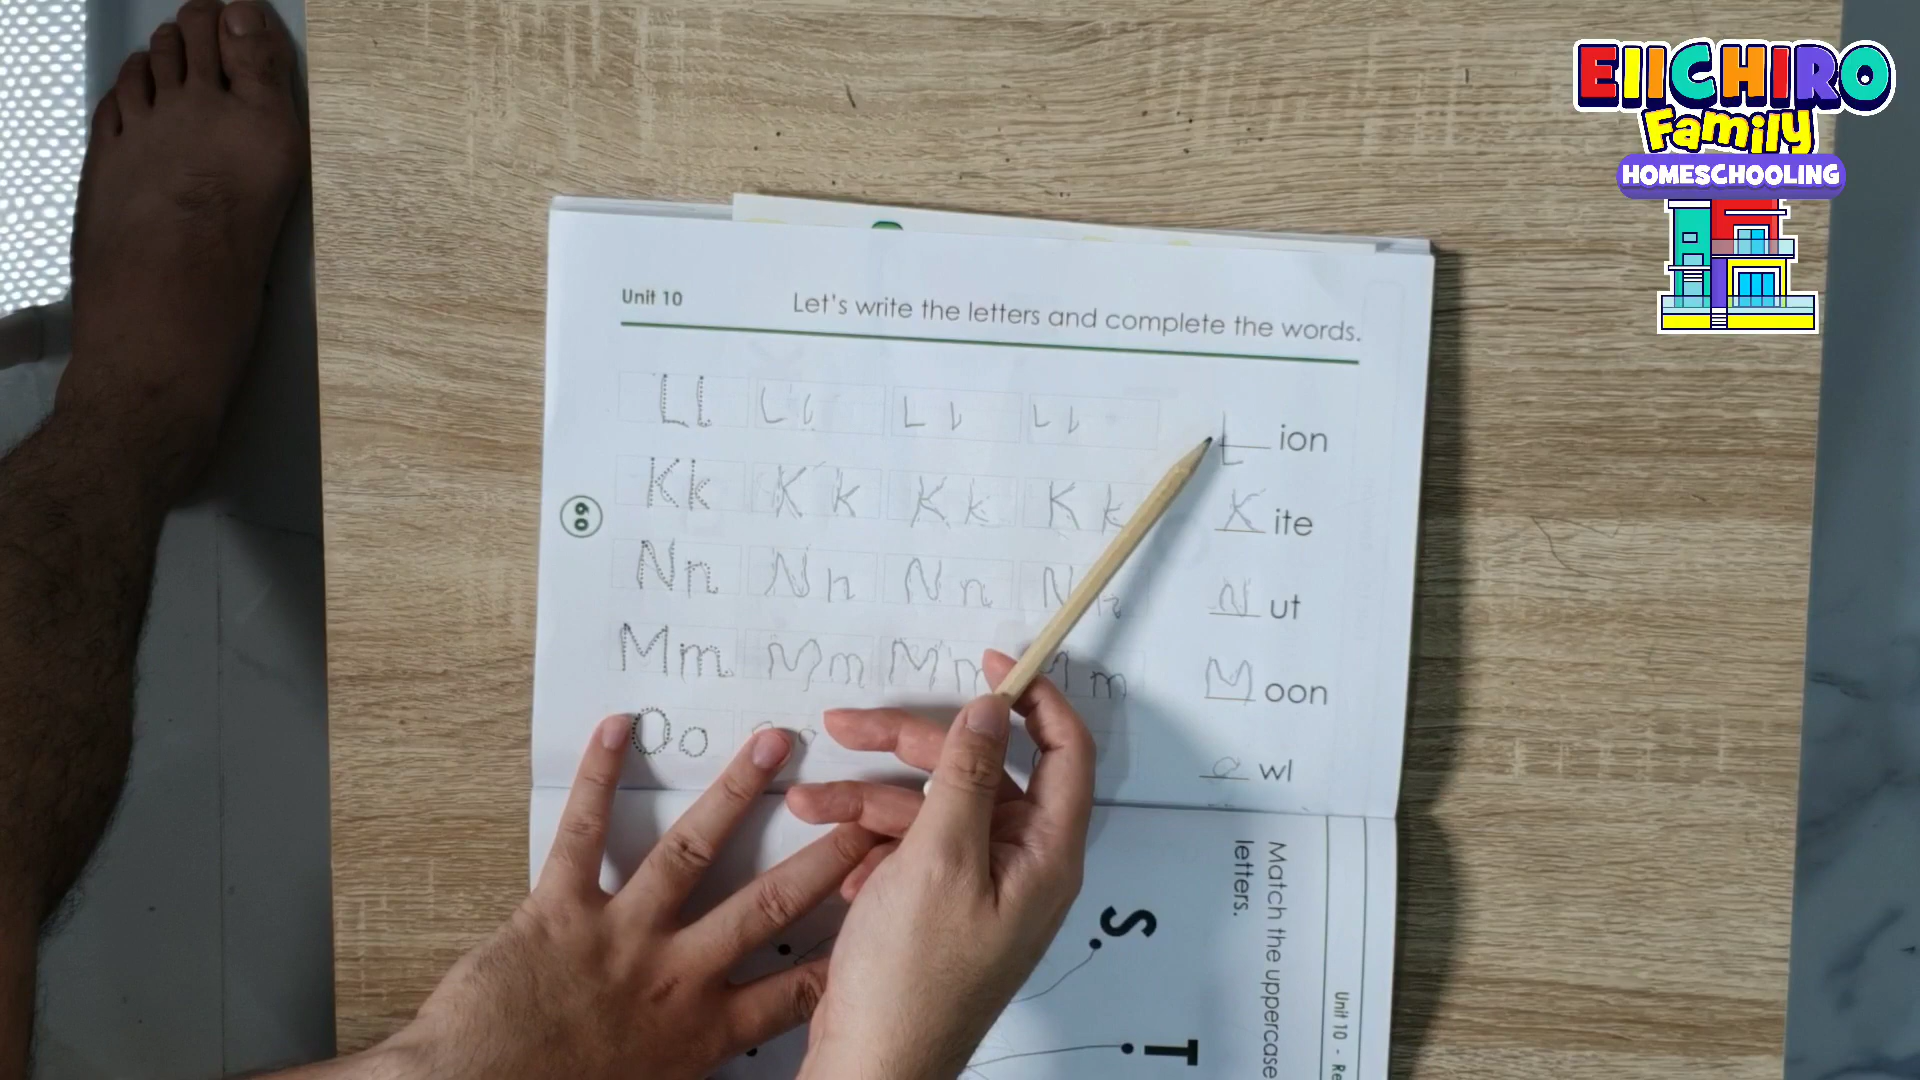 EIICHIRO
Family
HOMESCHOOLING
Unit 10 Let's write the letters and complete the words.
Ll Ll Ll Ll L ion
Kk Kk Kk Kk K ite
60
Nn Nn Nn Nn N ut
Mm Mm Mm Mm M oon
Oo o wl
Match the uppercase
letters.
Unit 10 -
S
T